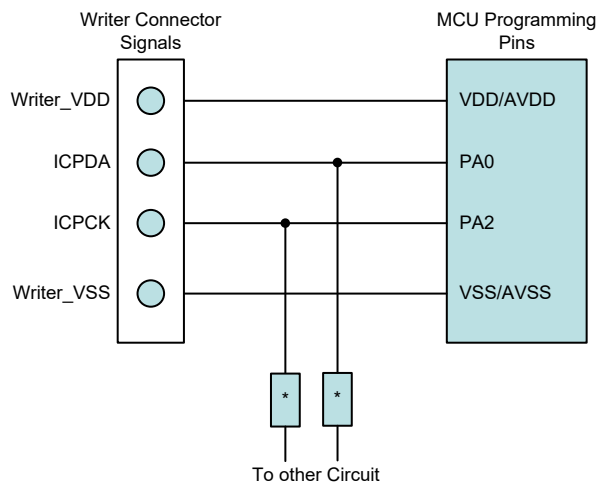 Writer Connector
Signals
MCU Programming
Pins
Writer_VDD
VDD/AVDD
ICPDA
PA0
ICPCK
PA2
Writer_VSS
VSS/AVSS
*
*
To other Circuit